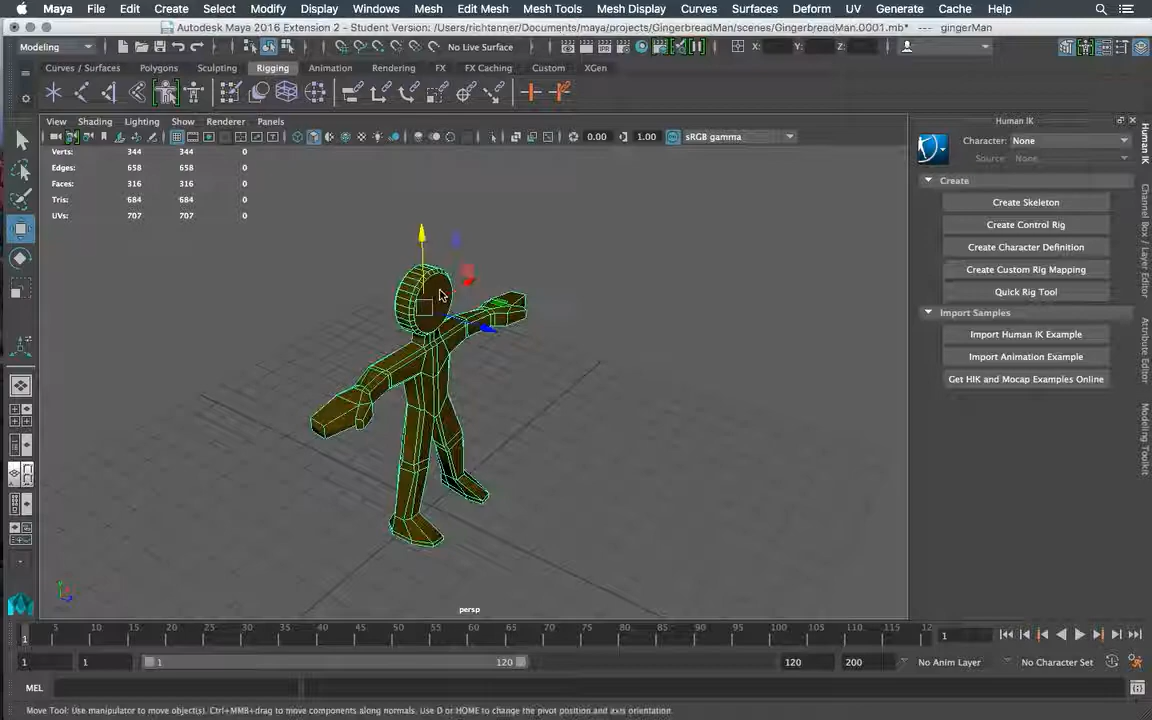 Maya File Edit Create Select Modify Display Windows Mesh Edit Mesh Mesh Tools Mesh Display Curves Surfaces Deform UV Generate Cache Help
Autodesk Maya 2016 Extension 2 - Student Version: /Users/richtenner/Documents/maya/projects/GingerbreadMan/scenes/GingerbreadMan.0001.mb* --- gingerMan
Modeling No Live Surface X: Y: Z:
Curves / Surfaces Polygons Sculpting Rigging Animation Rendering FX FX Caching Custom XGen
View Shading Lighting Show Renderer Panels
0.00 1.00 sRGB gamma
Verts: 344 344 0
Edges: 658 658 0
Faces: 316 316 0
Tris: 684 684 0
UVs: 707 707 0
persp
Human IK
Character: None
Source: None
Create
Create Skeleton
Create Control Rig
Create Character Definition
Create Custom Rig Mapping
Quick Rig Tool
Import Samples
Import Human IK Example
Import Animation Example
Get HIK and Mocap Examples Online
Human IK
Channel Box / Layer Editor
Attribute Editor
Modeling Toolkit
5 10 15 20 25 30 35 40 45 50 55 60 65 70 75 80 85 90 95 100 105 110 115 12
1 1
1 1 1 120 120 200 No Anim Layer No Character Set
MEL
Move Tool: Use manipulator to move object(s). Ctrl+MMB+drag to move components along normals. Use D or HOME to change the pivot position and axis orientation.